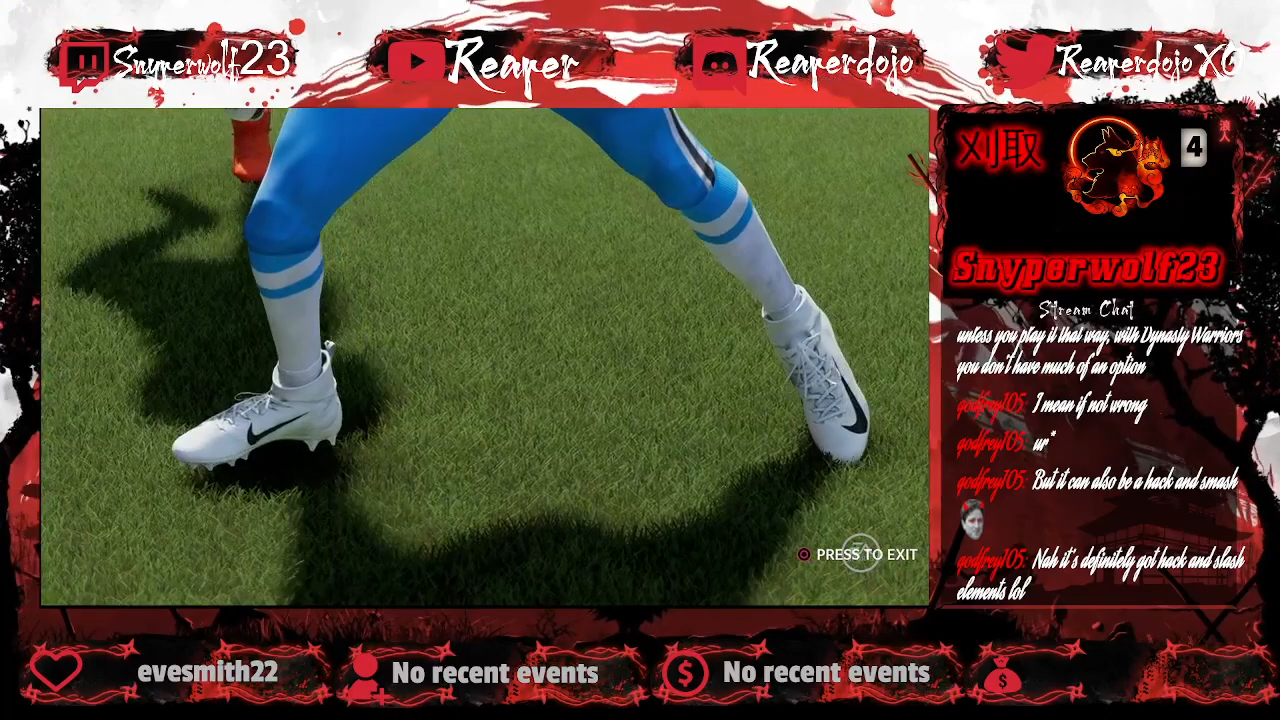 Snyperwolf23
Reaper
Reaperdojo
ReaperdojoXG
刈取
4
浪人
Snyperwolf23
Stream Chat
unless you play it that way, with Dynasty Warriors
you don't have much of an option
godfrey105: I mean if not wrong
godfrey105: ur*
godfrey105: But it can also be a hack and smash
godfrey105: Nah it's definitely got hack and slash
elements lol
PRESS TO EXIT
evesmith22
No recent events
No recent events